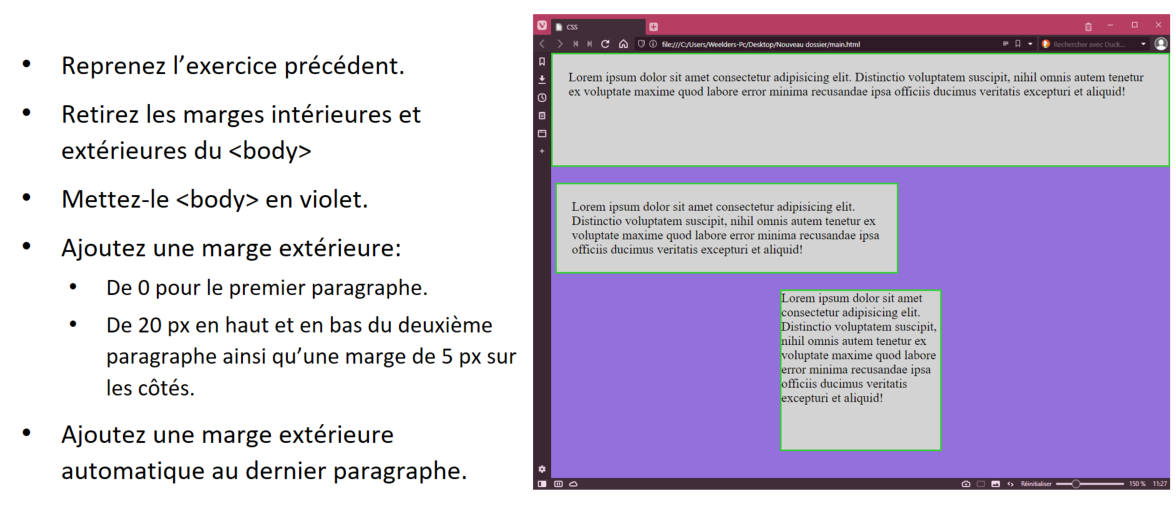 • Reprenez l’exercice précédent.
• Retirez les marges intérieures et
extérieures du <body>
• Mettez-le <body> en violet.
• Ajoutez une marge extérieure:
• De 0 pour le premier paragraphe.
• De 20 px en haut et en bas du deuxième
paragraphe ainsi qu’une marge de 5 px sur
les côtés.
• Ajoutez une marge extérieure
automatique au dernier paragraphe.
CSS
file:///C:/Users/Weelders-Pc/Desktop/Nouveau dossier/main.html
Rechercher avec Duck...
Lorem ipsum dolor sit amet consectetur adipisicing elit. Distinctio voluptatem suscipit, nihil omnis autem tenetur
ex voluptate maxime quod labore error minima recusandae ipsa officiis ducimus veritatis excepturi et aliquid!
Lorem ipsum dolor sit amet consectetur adipisicing elit.
Distinctio voluptatem suscipit, nihil omnis autem tenetur ex
voluptate maxime quod labore error minima recusandae ipsa
officiis ducimus veritatis excepturi et aliquid!
Lorem ipsum dolor sit amet
consectetur adipisicing elit.
Distinctio voluptatem suscipit,
nihil omnis autem tenetur ex
voluptate maxime quod labore
error minima recusandae ipsa
officiis ducimus veritatis
excepturi et aliquid!
Réinitialiser
150 %
11:27